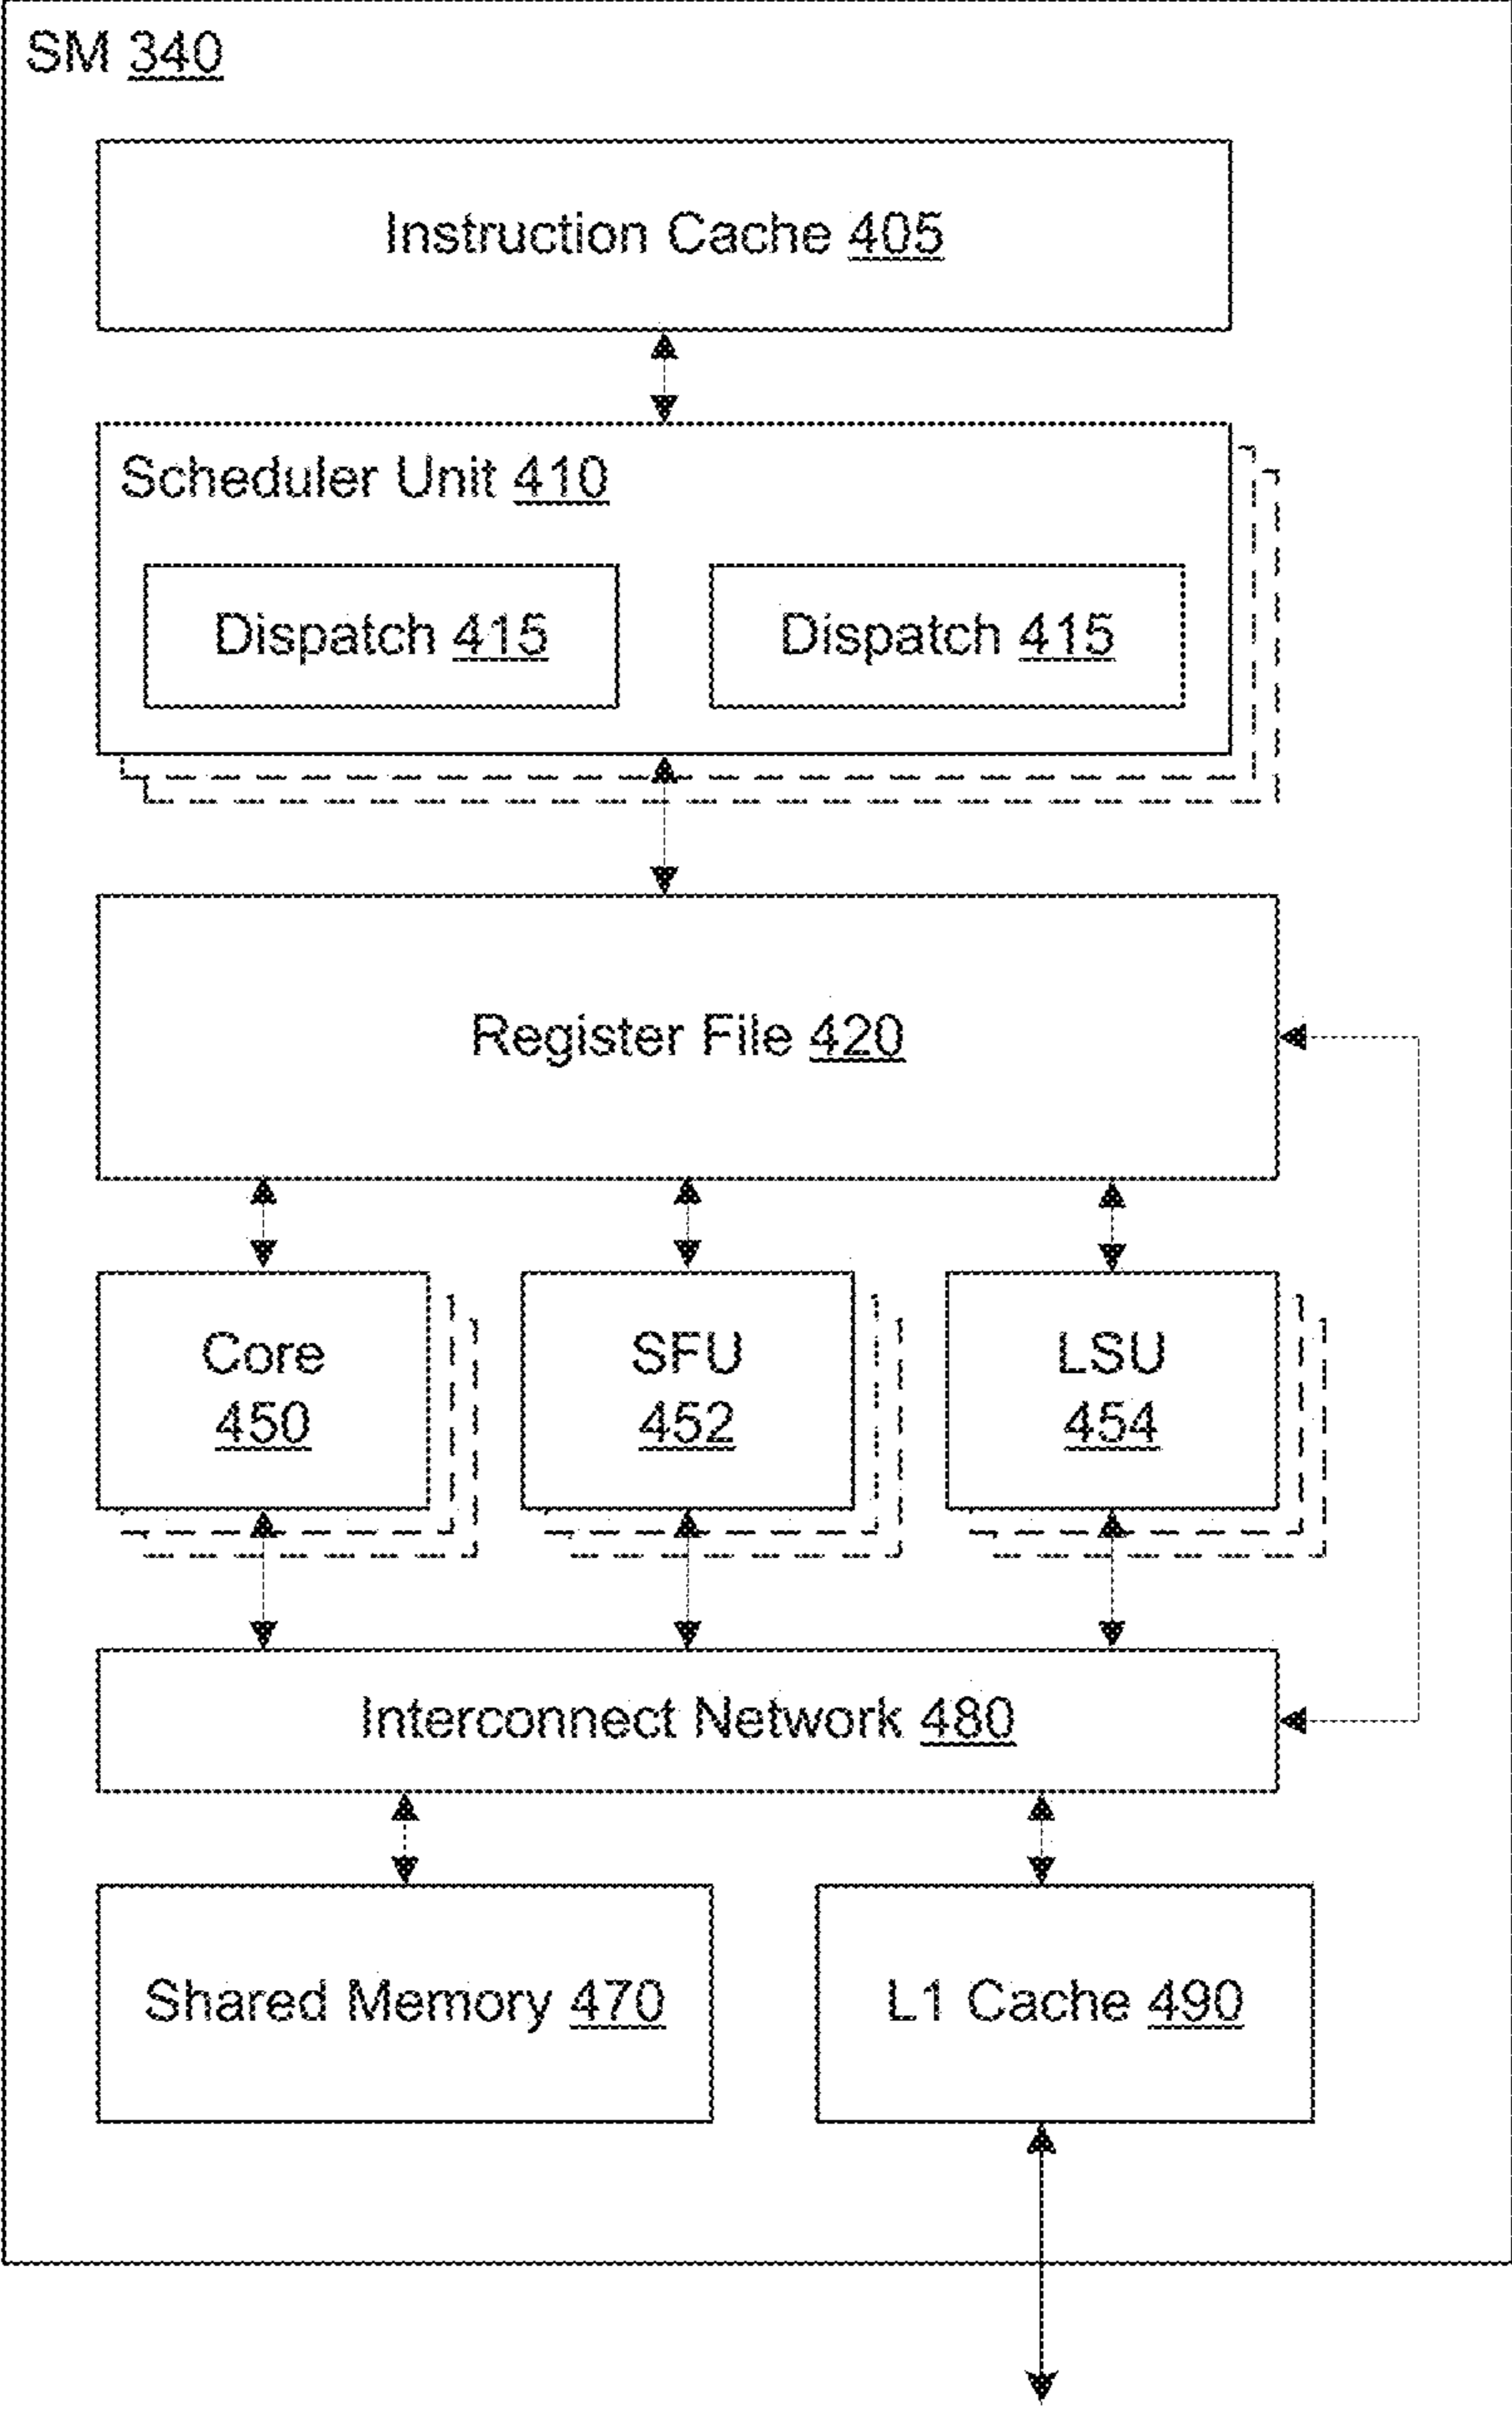 SM 340
Instruction Cache 405
Scheduler Unit 410
Dispatch 415
Dispatch 415
Register File 420
Core
450
SFU
452
LSU
454
Interconnect Network 480
Shared Memory 470
L1 Cache 490